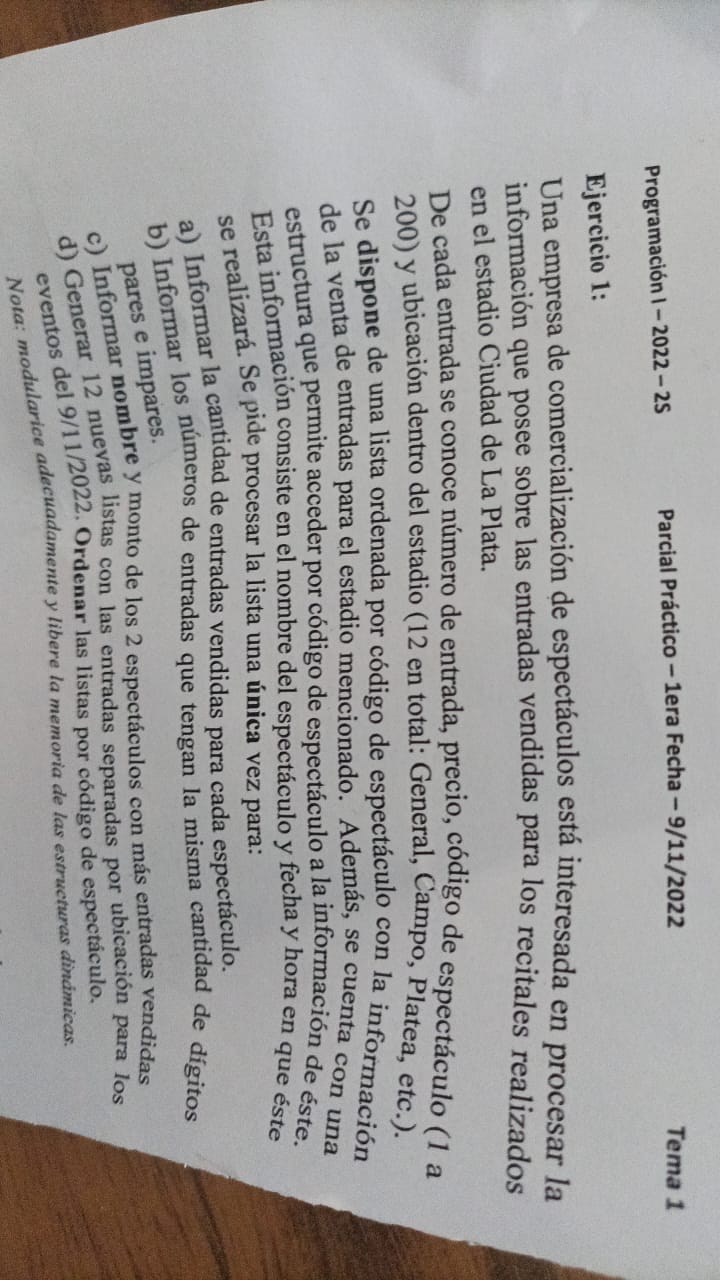 Programación I – 2022 – 2S Parcial Práctico – 1era Fecha – 9/11/2022 Tema 1
Ejercicio 1:
Una empresa de comercialización de espectáculos está interesada en procesar la
información que posee sobre las entradas vendidas para los recitales realizados
en el estadio Ciudad de La Plata.
De cada entrada se conoce número de entrada, precio, código de espectáculo (1 a
200) y ubicación dentro del estadio (12 en total: General, Campo, Platea, etc.).
Se dispone de una lista ordenada por código de espectáculo con la información
de la venta de entradas para el estadio mencionado. Además, se cuenta con una
estructura que permite acceder por código de espectáculo a la información de éste.
Esta información consiste en el nombre del espectáculo y fecha y hora en que éste
se realizará. Se pide procesar la lista una única vez para:
a) Informar la cantidad de entradas vendidas para cada espectáculo.
b) Informar los números de entradas que tengan la misma cantidad de dígitos
pares e impares.
c) Informar nombre y monto de los 2 espectáculos con más entradas vendidas
d) Generar 12 nuevas listas con las entradas separadas por ubicación para los
eventos del 9/11/2022. Ordenar las listas por código de espectáculo.
Nota: modularice adecuadamente y libere la memoria de las estructuras dinámicas.